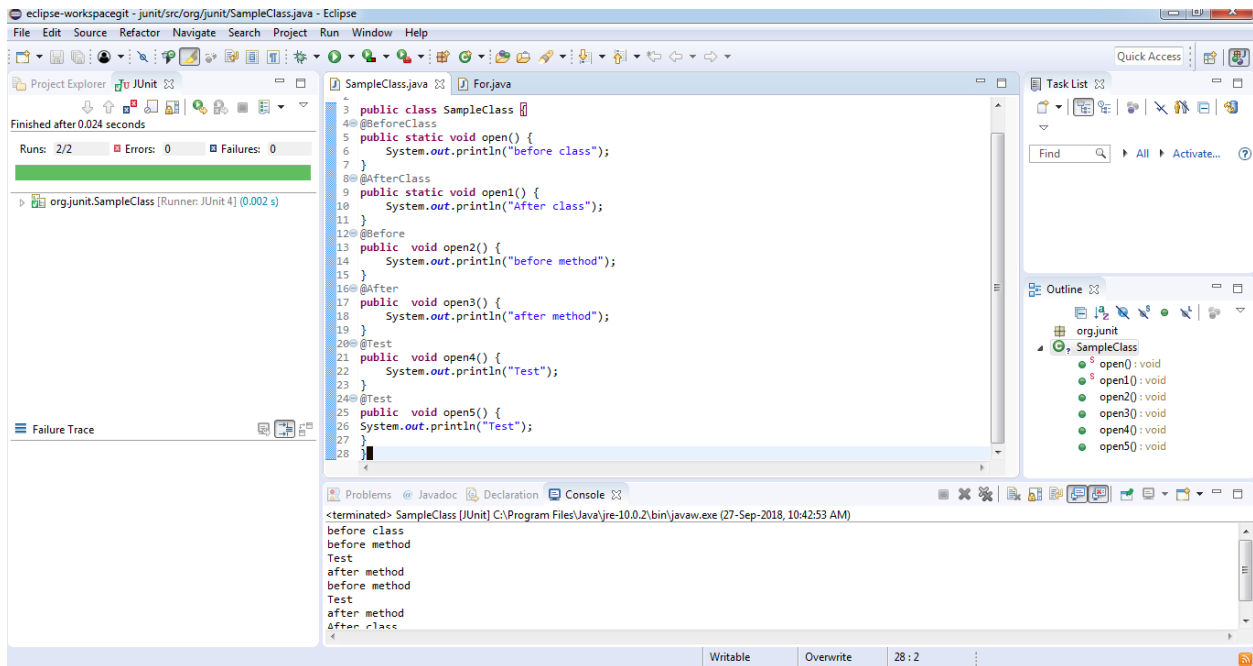 eclipse-workspacegit - junit/src/org/junit/SampleClass.java - Eclipse
File Edit Source Refactor Navigate Search Project Run Window Help
Quick Access
Project Explorer JUnit
Finished after 0.024 seconds
Runs: 2/2 Errors: 0 Failures: 0
org.junit.SampleClass [Runner: JUnit 4] (0.002 s)
Failure Trace
SampleClass.java For.java
3 public class SampleClass {
4 @BeforeClass
5 public static void open() {
6 System.out.println("before class");
7 }
8 @AfterClass
9 public static void open1() {
10 System.out.println("After class");
11 }
12 @Before
13 public void open2() {
14 System.out.println("before method");
15 }
16 @After
17 public void open3() {
18 System.out.println("after method");
19 }
20 @Test
21 public void open4() {
22 System.out.println("Test");
23 }
24 @Test
25 public void open5() {
26 System.out.println("Test");
27 }
28 }
Task List
Find All Activate...
Outline
org.junit
SampleClass
open() : void
open1() : void
open2() : void
open3() : void
open4() : void
open5() : void
Problems Javadoc Declaration Console
<terminated> SampleClass [JUnit] C:\Program Files\Java\jre-10.0.2\bin\javaw.exe (27-Sep-2018, 10:42:53 AM)
before class
before method
Test
after method
before method
Test
after method
After class
Writable Overwrite 28 : 2